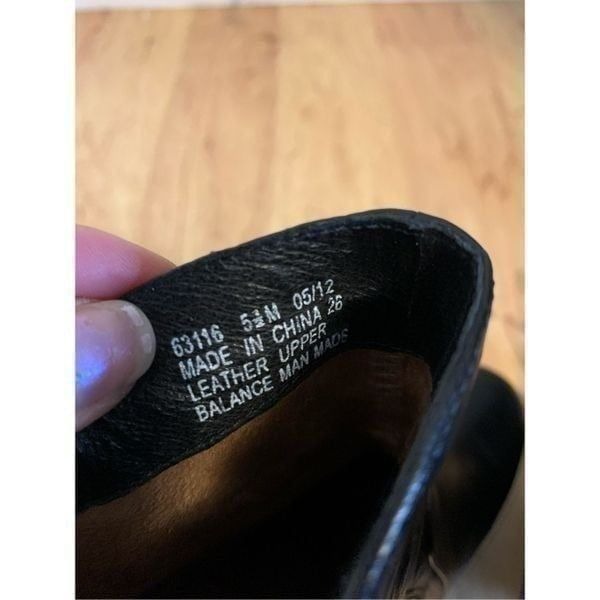 63116 5½M 05/12
MADE IN CHINA 26
LEATHER UPPER
BALANCE MAN MADE